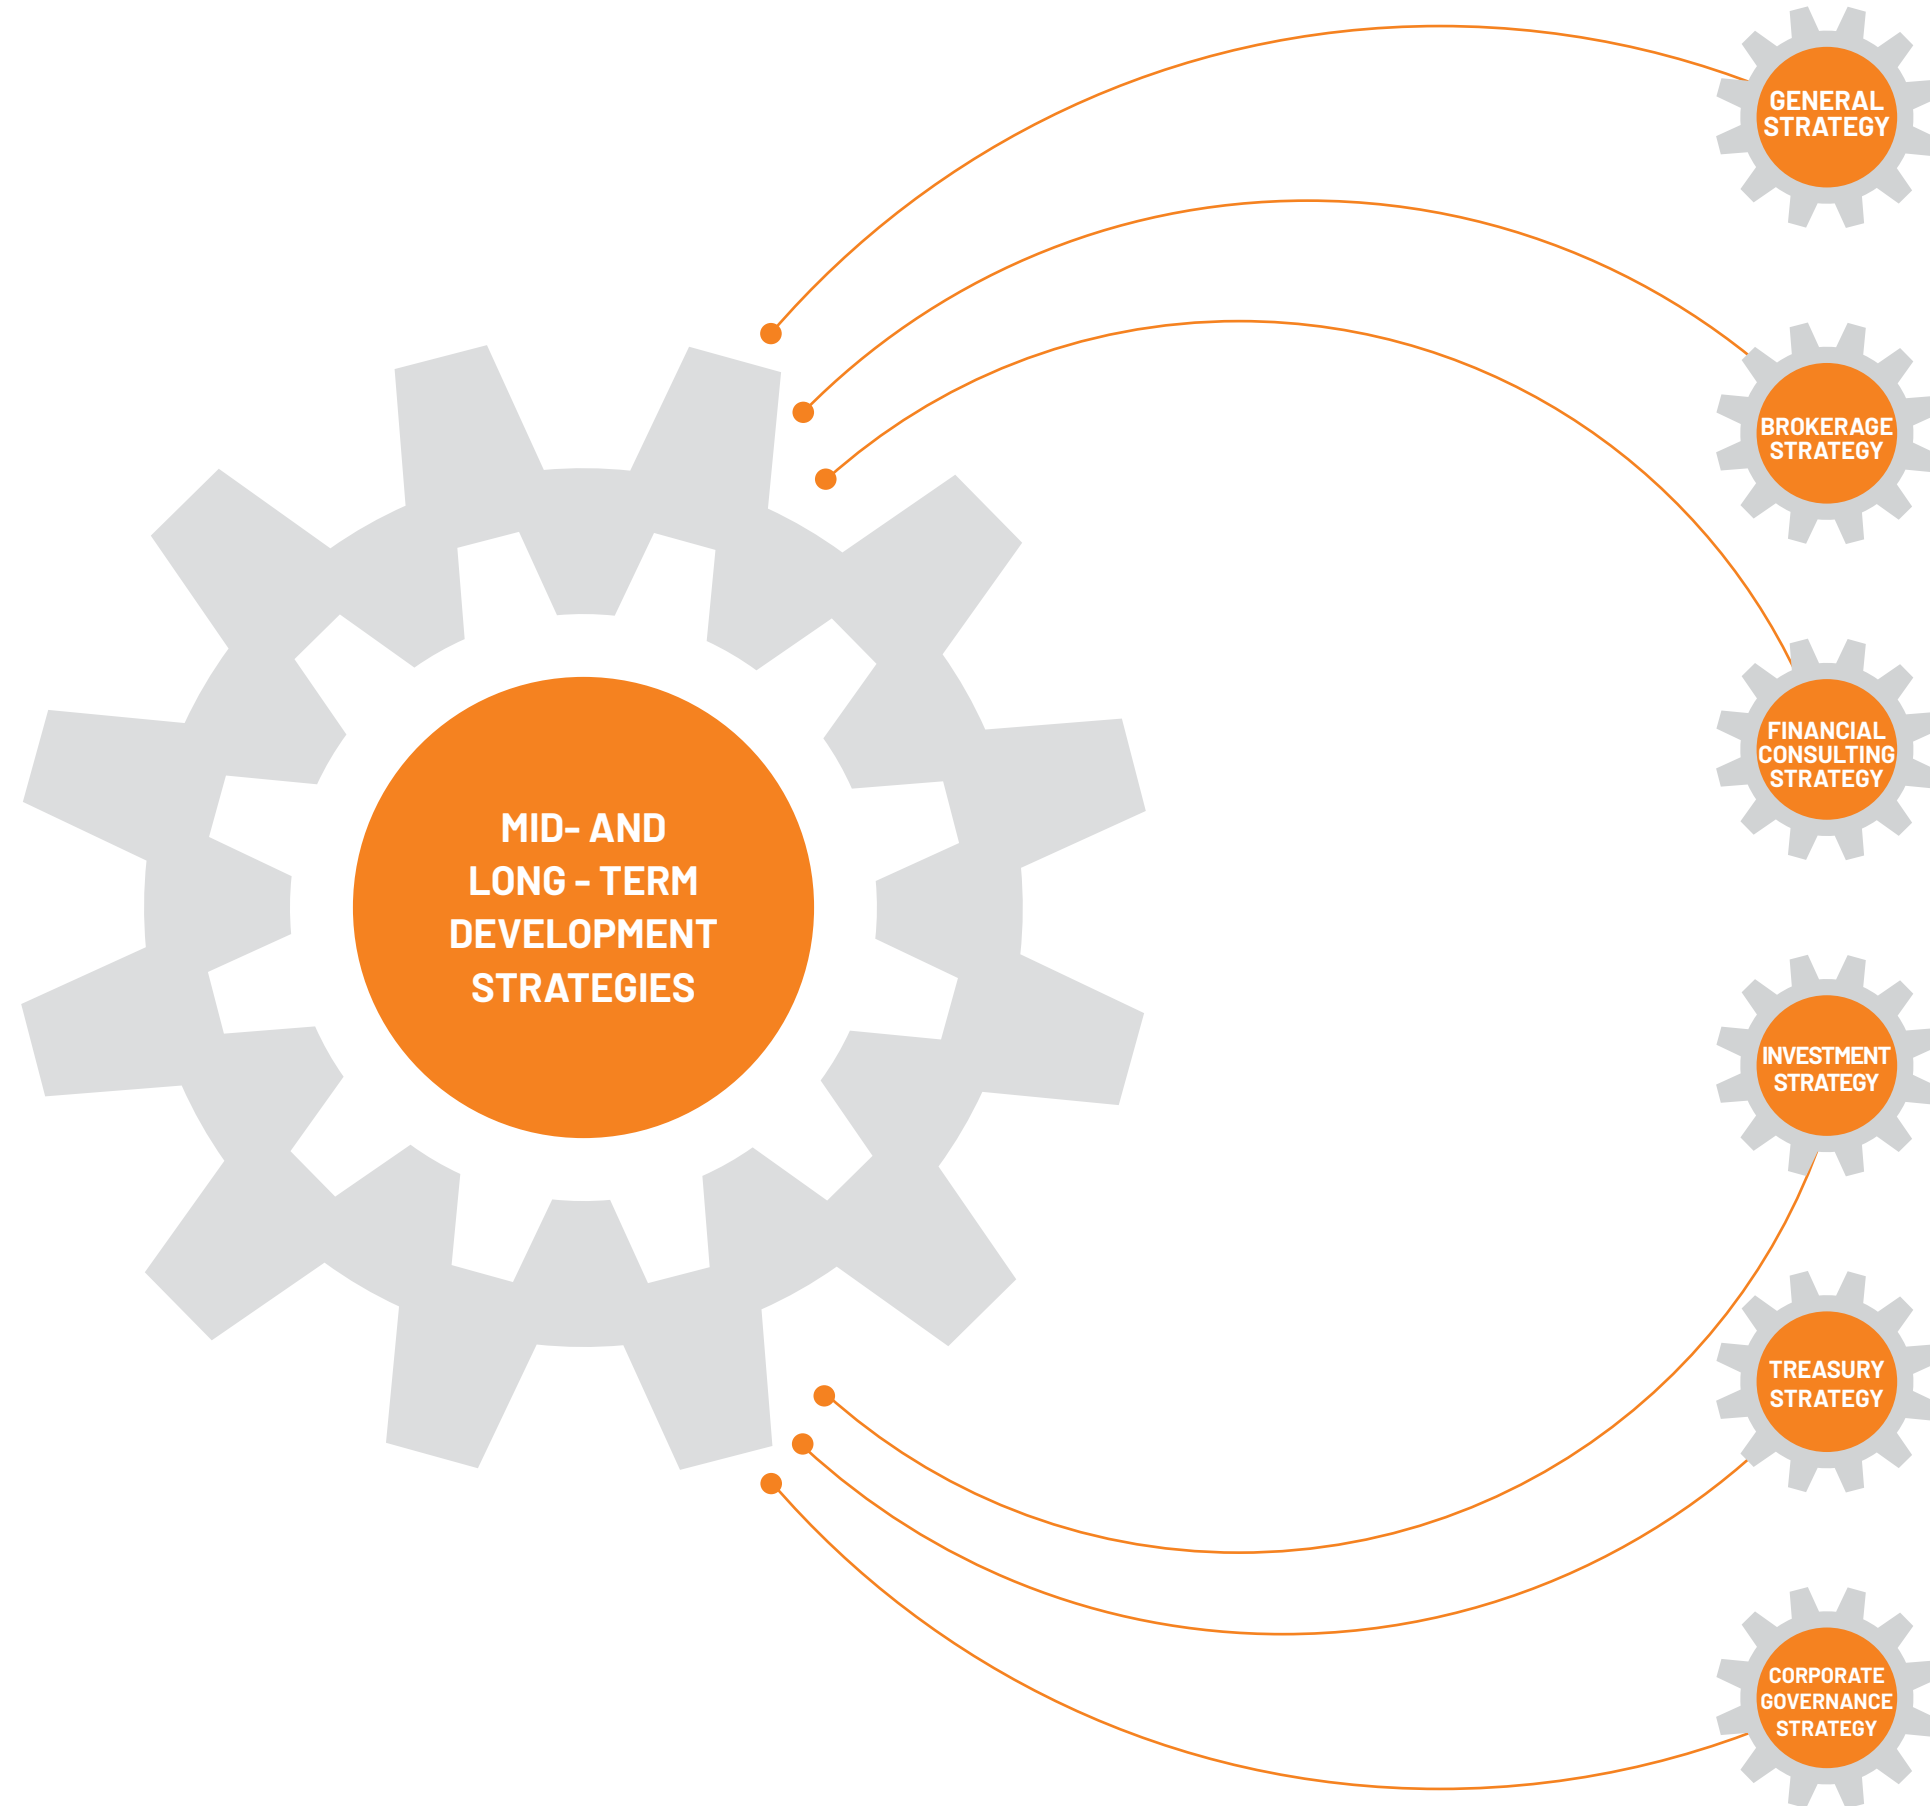 MID- AND
LONG - TERM
DEVELOPMENT
STRATEGIES
GENERAL
STRATEGY
BROKERAGE
STRATEGY
FINANCIAL
CONSULTING
STRATEGY
INVESTMENT
STRATEGY
TREASURY
STRATEGY
CORPORATE
GOVERNANCE
STRATEGY